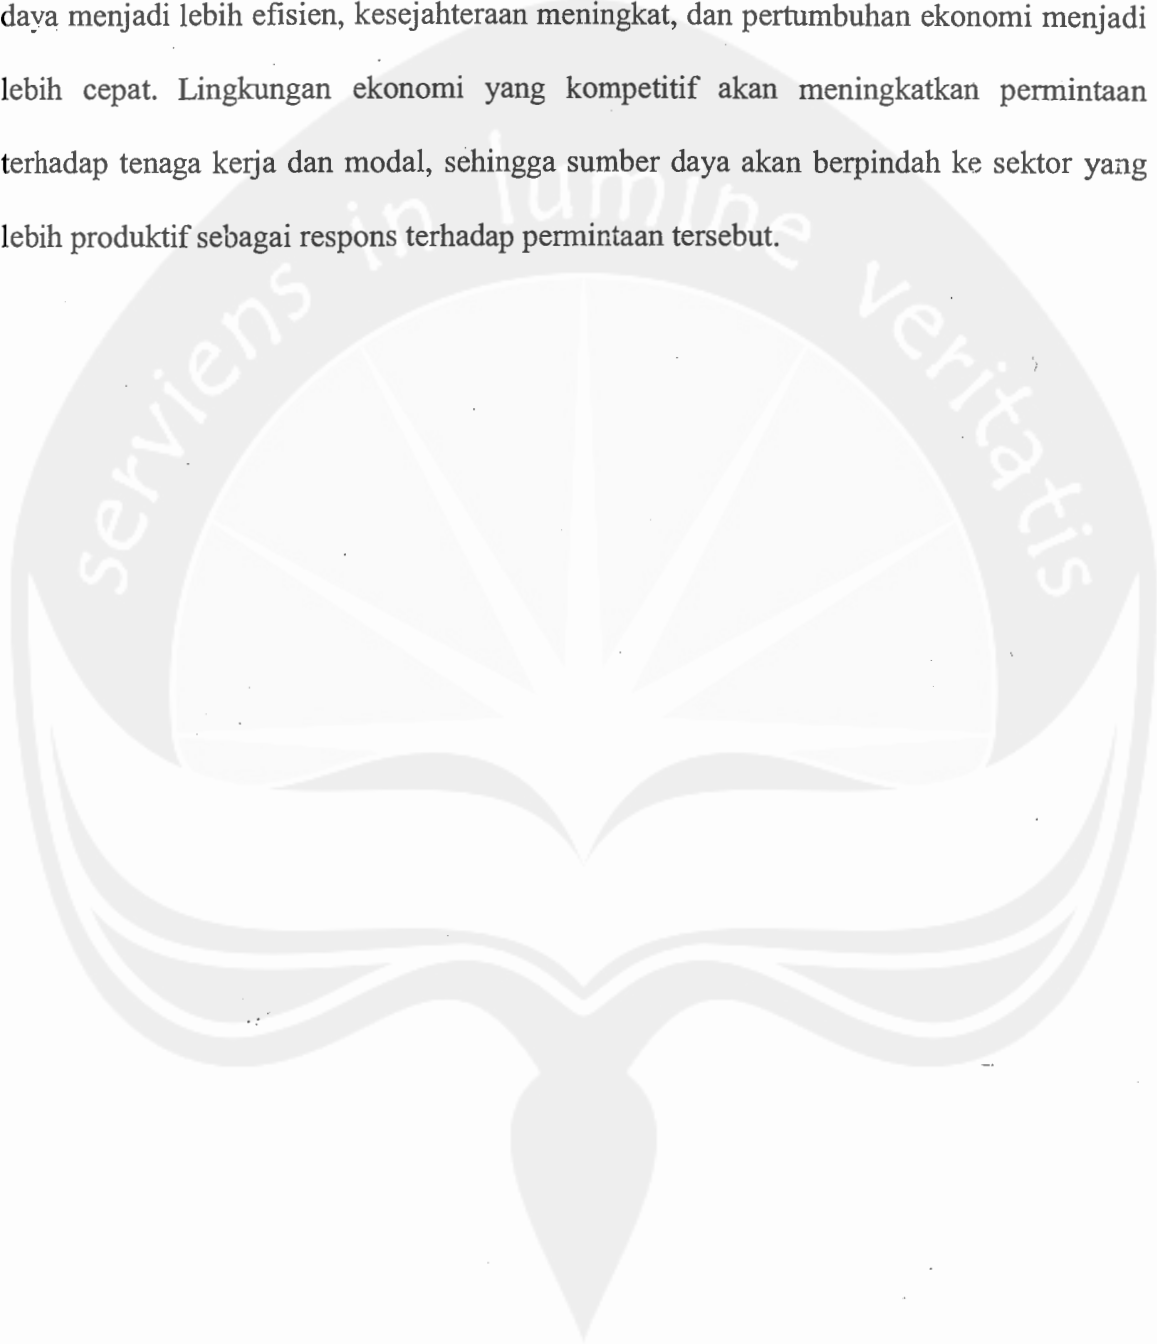 daya menjadi lebih efisien, kesejahteraan meningkat, dan pertumbuhan ekonomi menjadi
lebih cepat. Lingkungan ekonomi yang kompetitif akan meningkatkan permintaan
terhadap tenaga kerja dan modal, sehingga sumber daya akan berpindah ke sektor yang
lebih produktif sebagai respons terhadap permintaan tersebut.
serviens in lumine veritatis